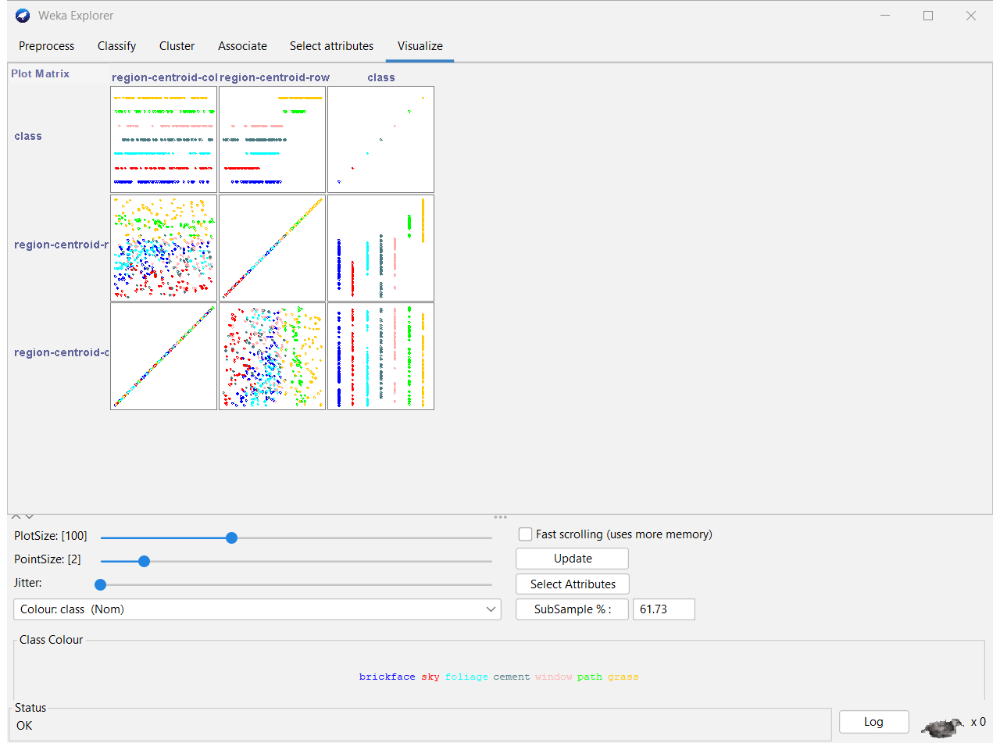 Weka Explorer
Preprocess Classify Cluster Associate Select attributes Visualize
Plot Matrix
region-centroid-col region-centroid-row class
class
region-centroid-r
region-centroid-c
PlotSize: [100]
Fast scrolling (uses more memory)
PointSize: [2]
Update
Jitter:
Select Attributes
Colour: class (Nom)
SubSample % : 61.73
Class Colour
brickface sky foliage cement window path grass
Status
OK
Log
x 0